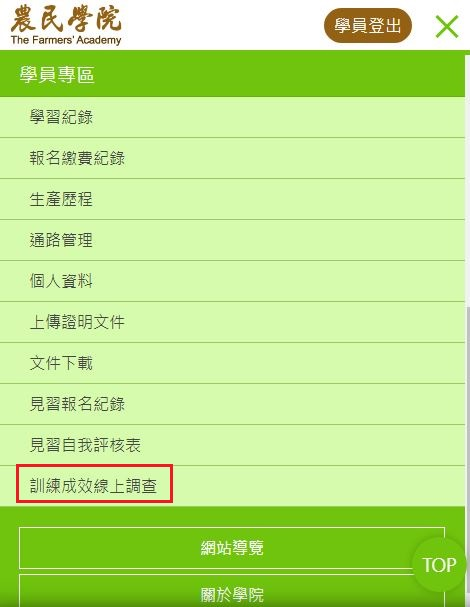 農民學院
The Farmers' Academy
學員登出
學員專區
學習紀錄
報名繳費紀錄
生產歷程
通路管理
個人資料
上傳證明文件
文件下載
見習報名紀錄
見習自我評核表
訓練成效線上調查
網站導覽
TOP
關於學院